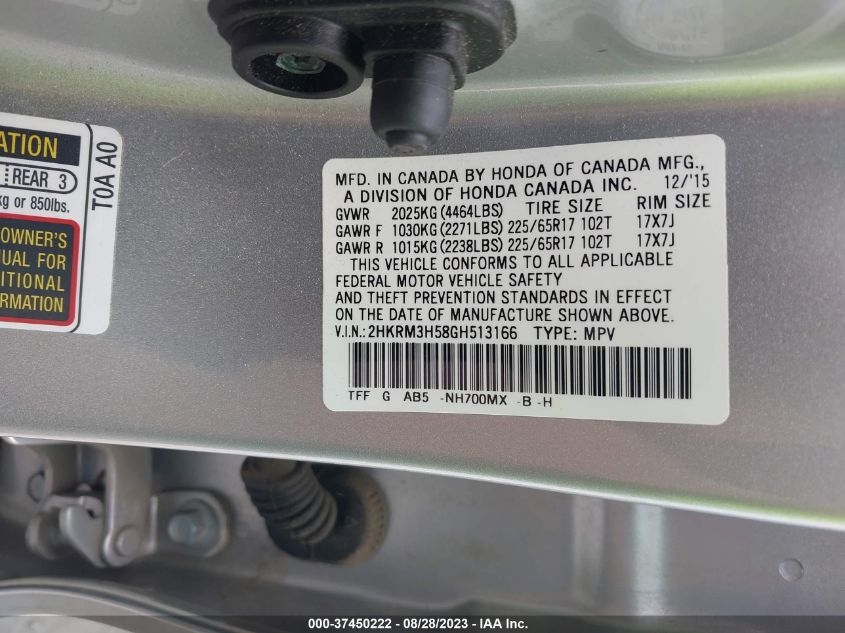 ATION
REAR 3
kg or 850lbs.
OWNER'S
UAL FOR
ITIONAL
RMATION
TOA A0
MFD. IN CANADA BY HONDA OF CANADA MFG.,
A DIVISION OF HONDA CANADA INC. 12/'15
GVWR 2025KG (4464LBS) TIRE SIZE RIM SIZE
GAWR F 1030KG (2271LBS) 225/65R17 102T 17X7J
GAWR R 1015KG (2238LBS) 225/65R17 102T 17X7J
THIS VEHICLE CONFORMS TO ALL APPLICABLE
FEDERAL MOTOR VEHICLE SAFETY
AND THEFT PREVENTION STANDARDS IN EFFECT
ON THE DATE OF MANUFACTURE SHOWN ABOVE.
V.I.N.: 2HKRM3H58GH513166 TYPE: MPV
TFF G AB5 -NH700MX -B -H
000-37450222 - 08/28/2023 - IAA Inc.